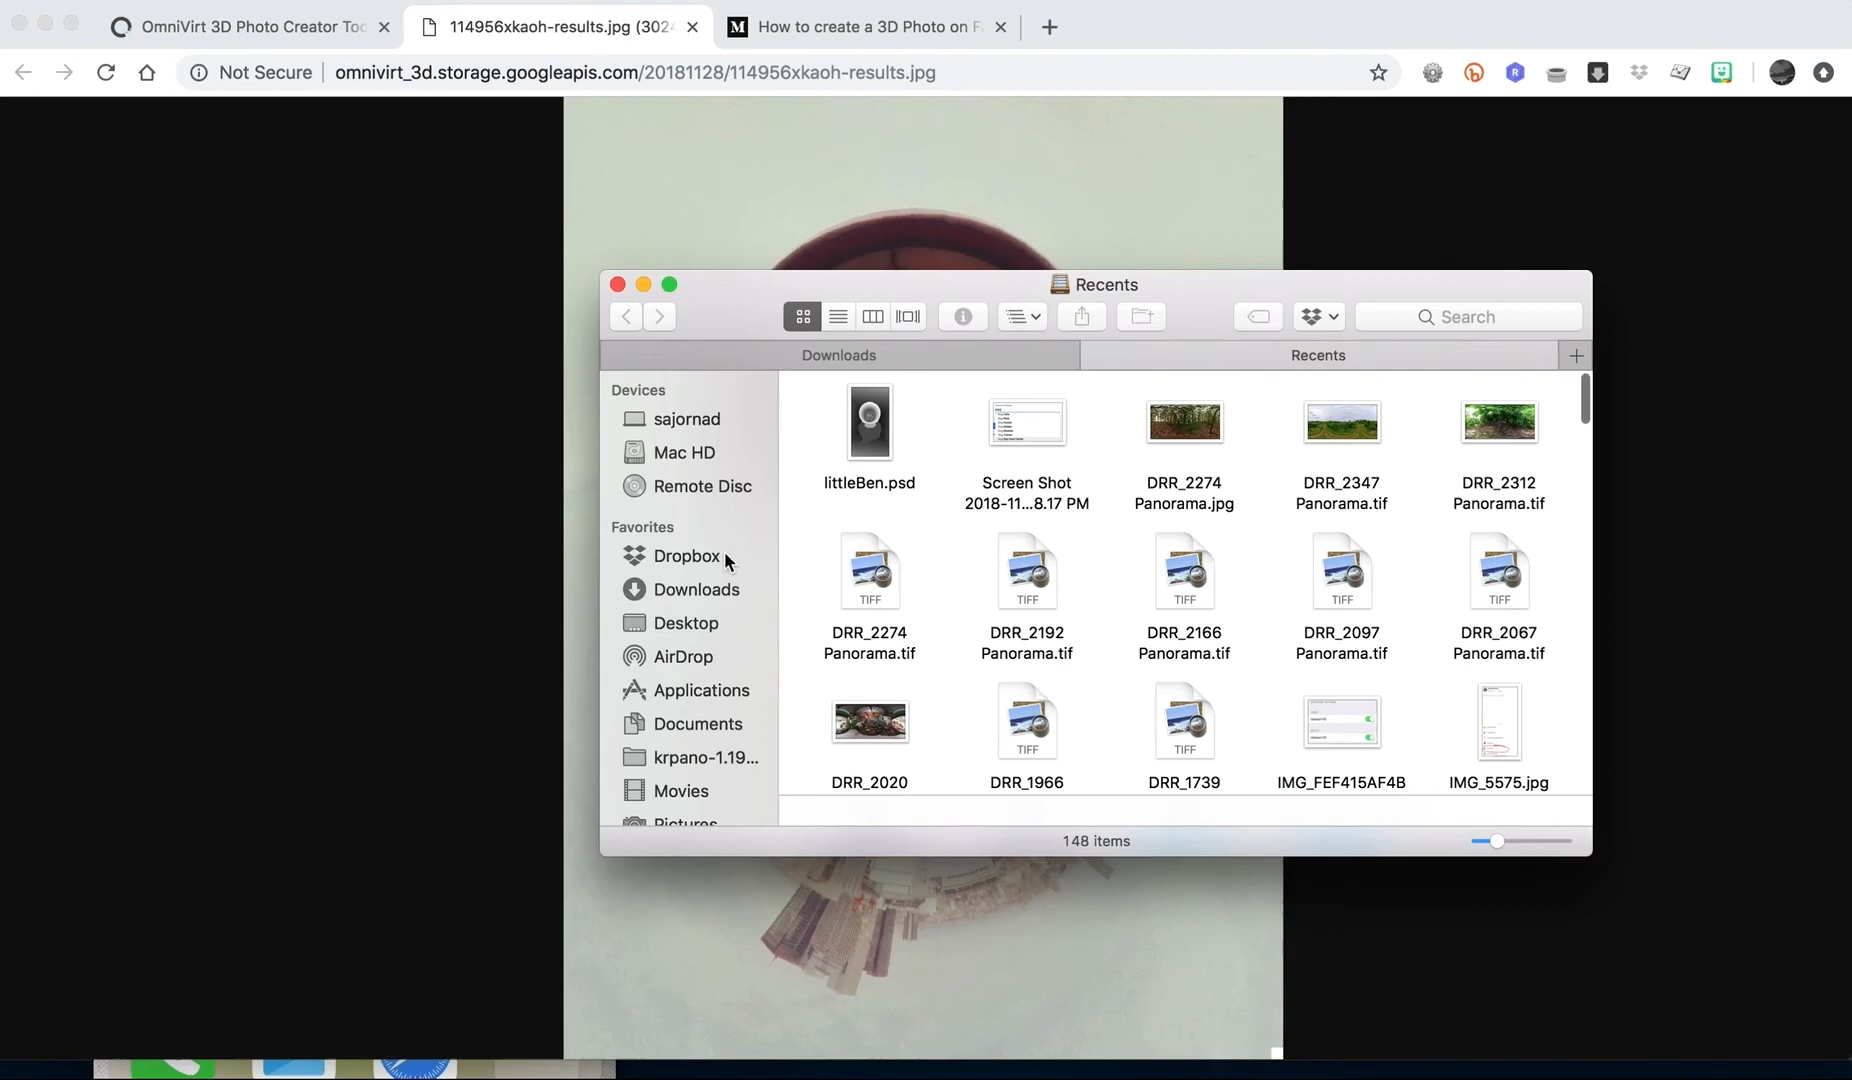 OmniVirt 3D Photo Creator Too
114956xkaoh-results.jpg (3024
How to create a 3D Photo on F
Not Secure
omnivirt_3d.storage.googleapis.com/20181128/114956xkaoh-results.jpg
Recents
Search
Downloads
Recents
Devices
sajornad
Mac HD
Remote Disc
Favorites
Dropbox
Downloads
Desktop
AirDrop
Applications
Documents
krpano-1.19...
Movies
Pictures
littleBen.psd
Screen Shot
2018-11...8.17 PM
DRR_2274
Panorama.jpg
DRR_2347
Panorama.tif
DRR_2312
Panorama.tif
TIFF
DRR_2274
Panorama.tif
TIFF
DRR_2192
Panorama.tif
TIFF
DRR_2166
Panorama.tif
TIFF
DRR_2097
Panorama.tif
TIFF
DRR_2067
Panorama.tif
DRR_2020
TIFF
DRR_1966
TIFF
DRR_1739
IMG_FEF415AF4B
IMG_5575.jpg
148 items